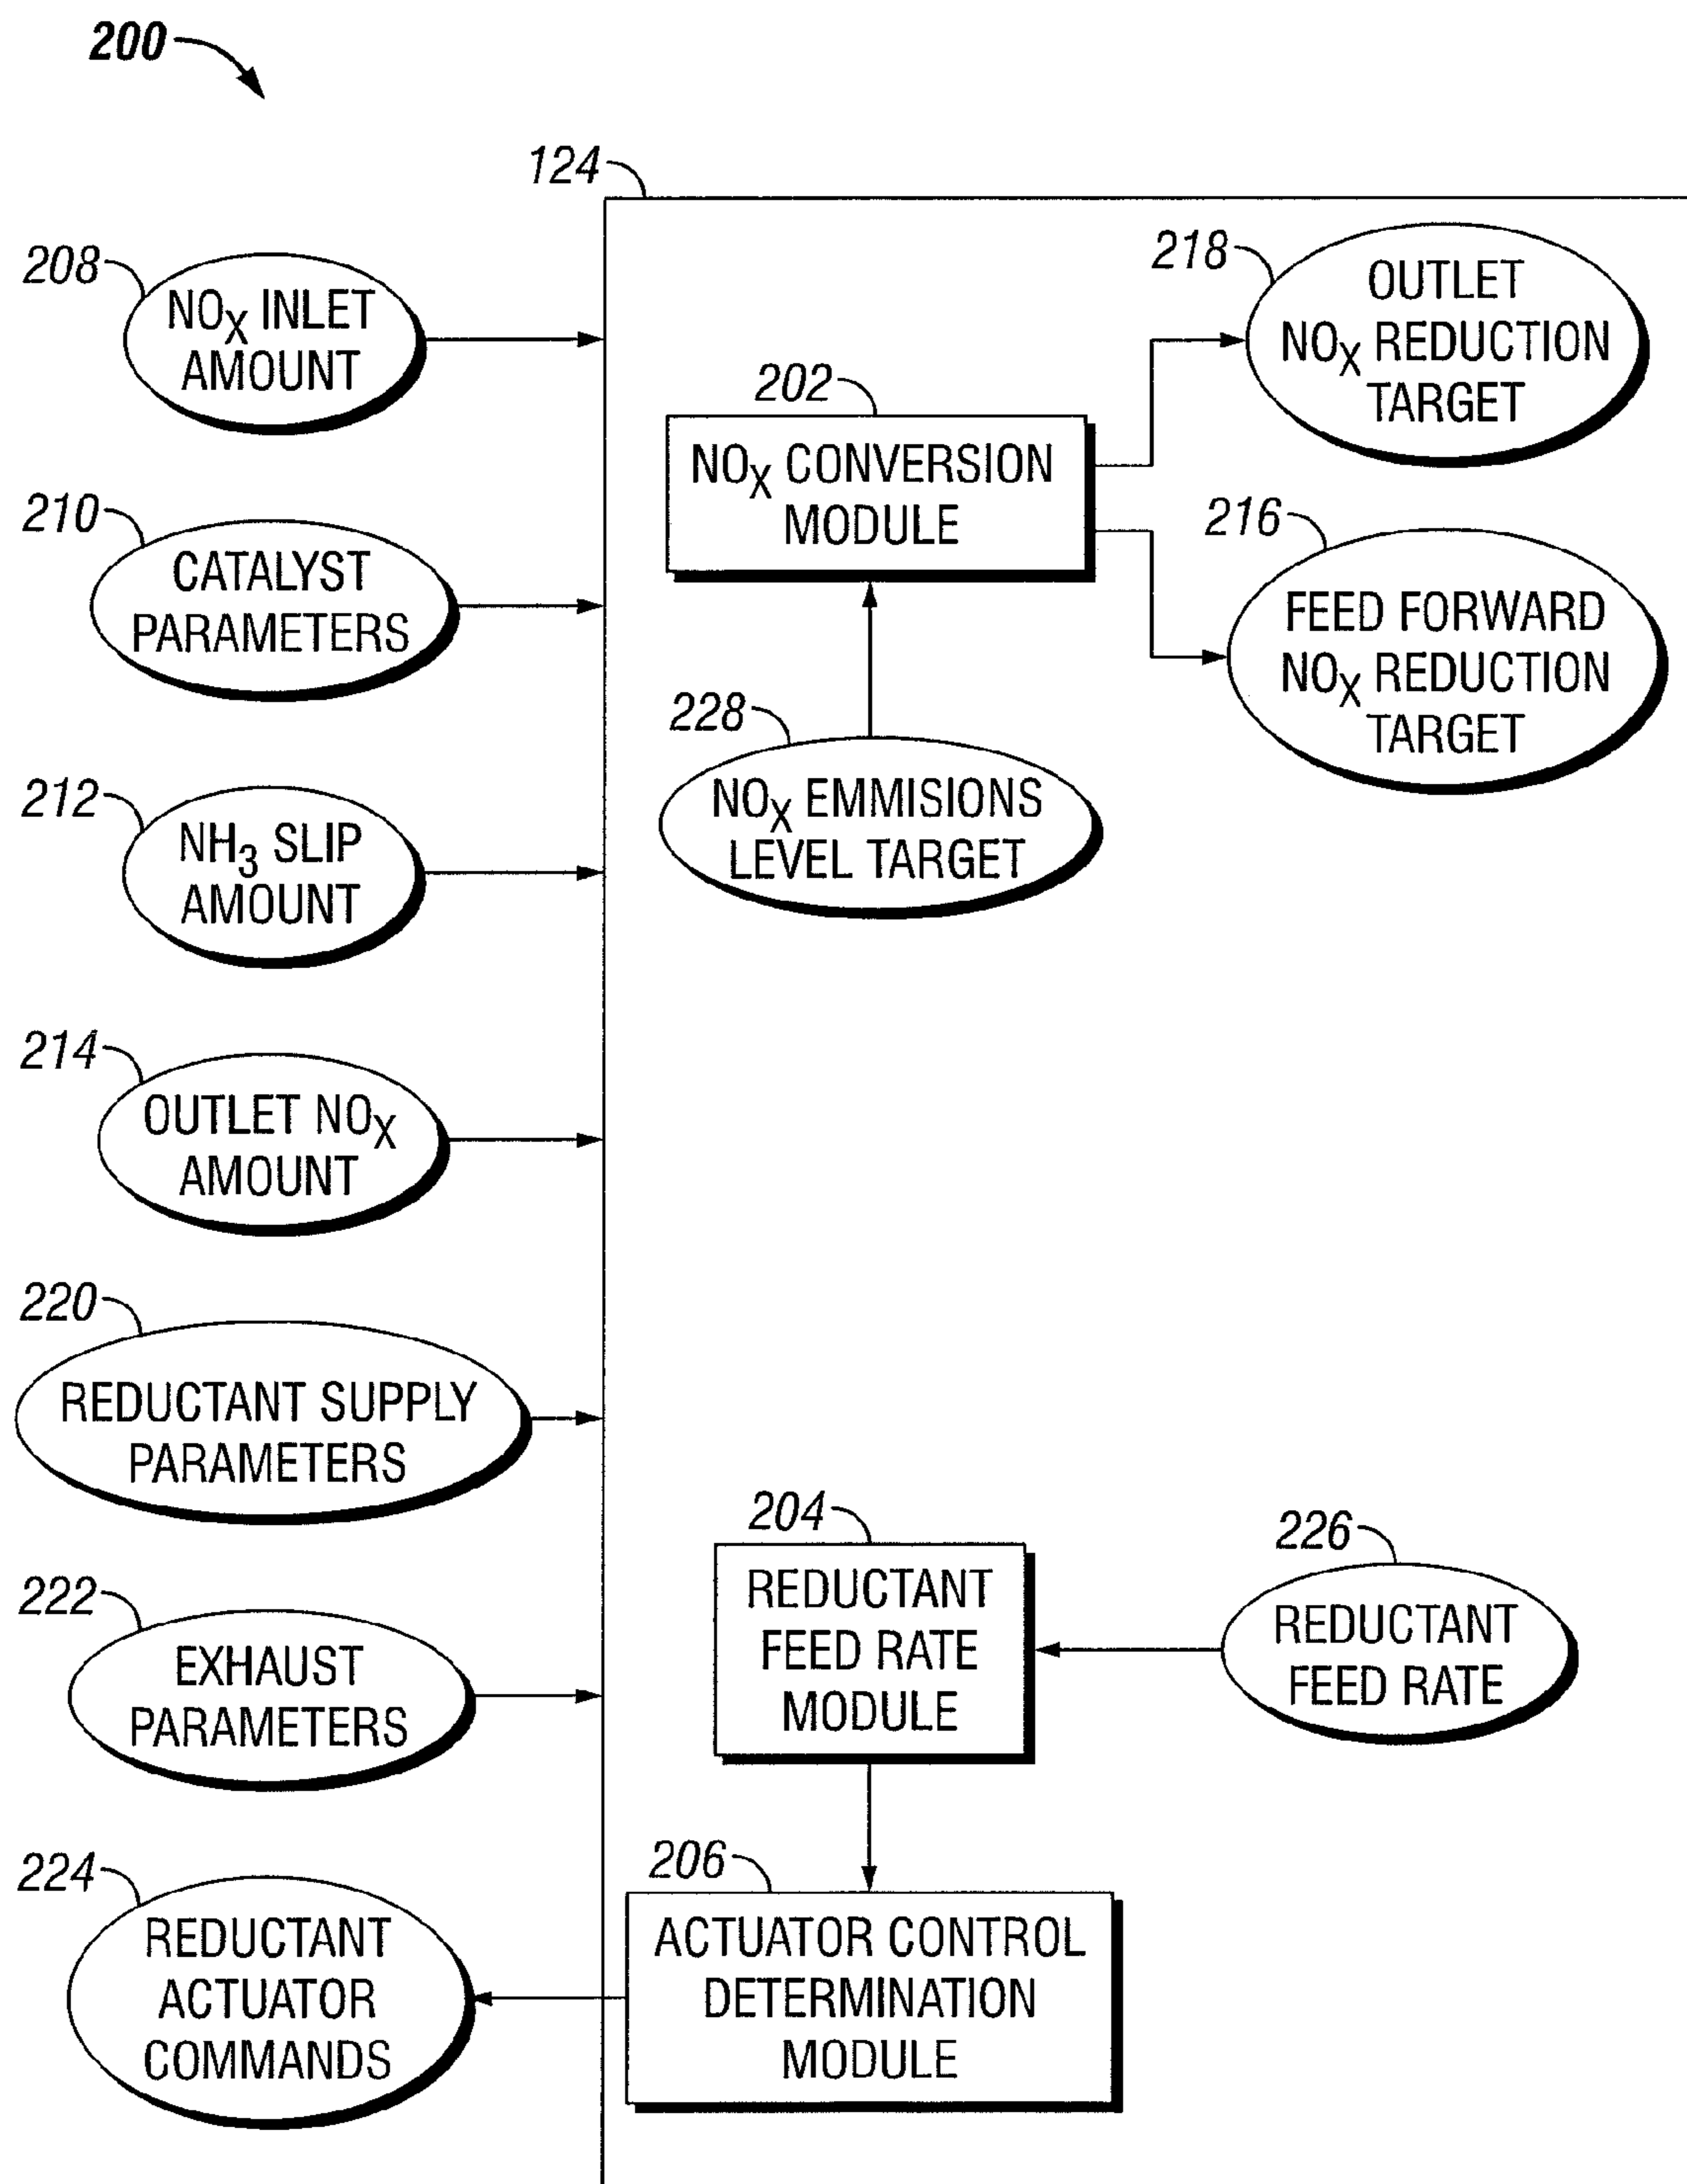 200
124
208
NOX INLET
AMOUNT
210
CATALYST
PARAMETERS
212
NH3 SLIP
AMOUNT
214
OUTLET NOX
AMOUNT
220
REDUCTANT SUPPLY
PARAMETERS
222
EXHAUST
PARAMETERS
224
REDUCTANT
ACTUATOR
COMMANDS
202
NOX CONVERSION
MODULE
218
OUTLET
NOX REDUCTION
TARGET
216
FEED FORWARD
NOX REDUCTION
TARGET
228
NOX EMMISIONS
LEVEL TARGET
204
REDUCTANT
FEED RATE
MODULE
226
REDUCTANT
FEED RATE
206
ACTUATOR CONTROL
DETERMINATION
MODULE